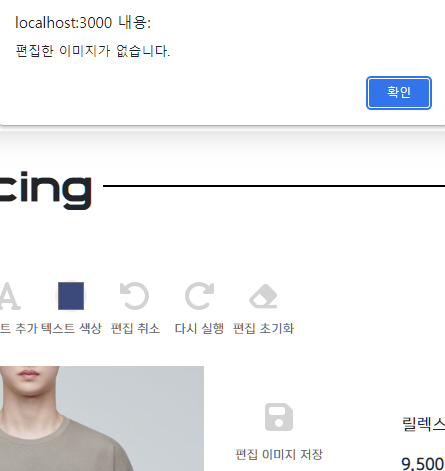 localhost:3000 내용:
편집한 이미지가 없습니다.
확인
cing
트 추가 텍스트 색상 편집 취소 다시 실행 편집 초기화
편집 이미지 저장
릴렉스
9,500